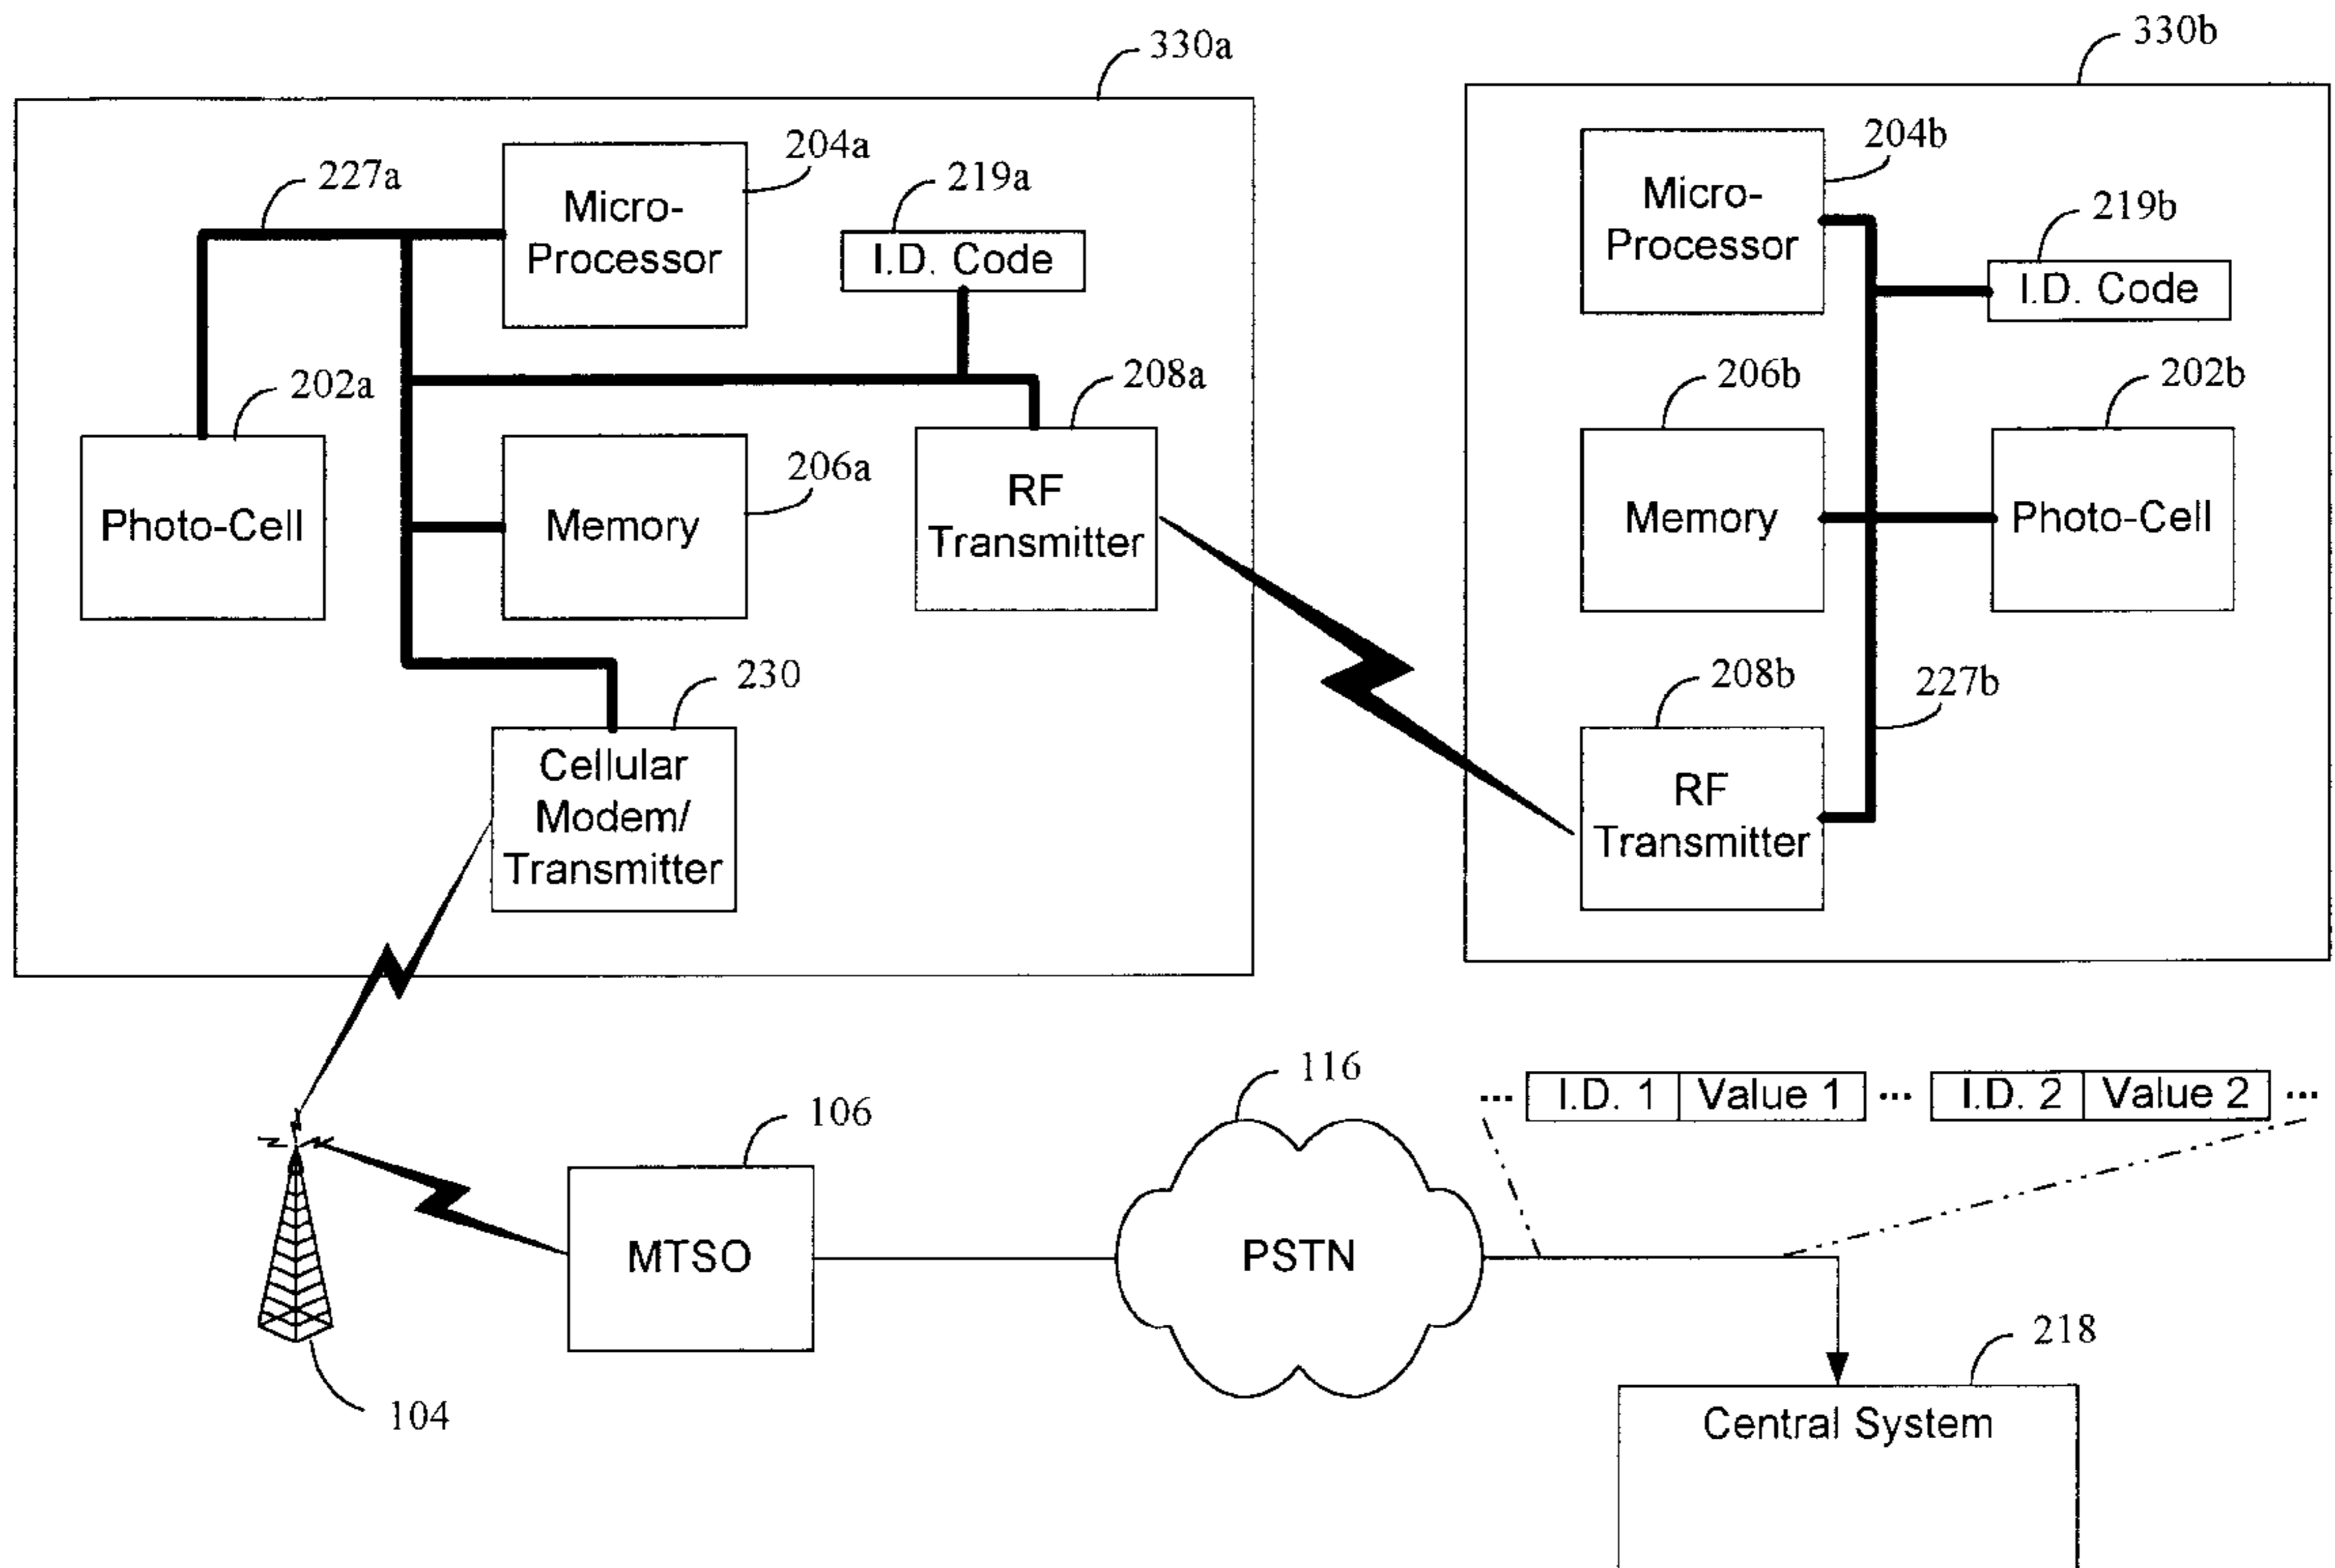 330a
330b
204a
Micro-
Processor
227a
219a
I.D. Code
202a
Photo-Cell
206a
Memory
208a
RF
Transmitter
230
Cellular
Modem/
Transmitter
204b
Micro-
Processor
219b
I.D. Code
206b
Memory
202b
Photo-Cell
208b
RF
Transmitter
227b
104
106
MTSO
116
PSTN
... I.D. 1 Value 1 ... I.D. 2 Value 2 ...
218
Central System